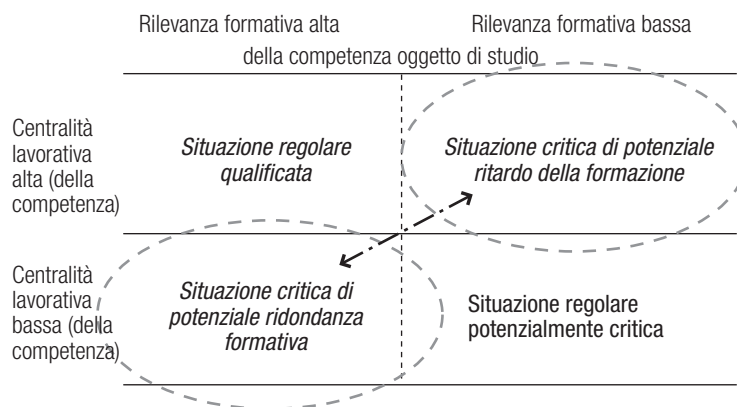 Rilevanza formativa alta
Rilevanza formativa bassa
della competenza oggetto di studio
Centralità
lavorativa
alta (della
competenza)
Situazione regolare
qualificata
Situazione critica di potenziale
ritardo della formazione
Centralità
lavorativa
bassa (della
competenza)
Situazione critica di
potenziale ridondanza
formativa
Situazione regolare
potenzialmente critica